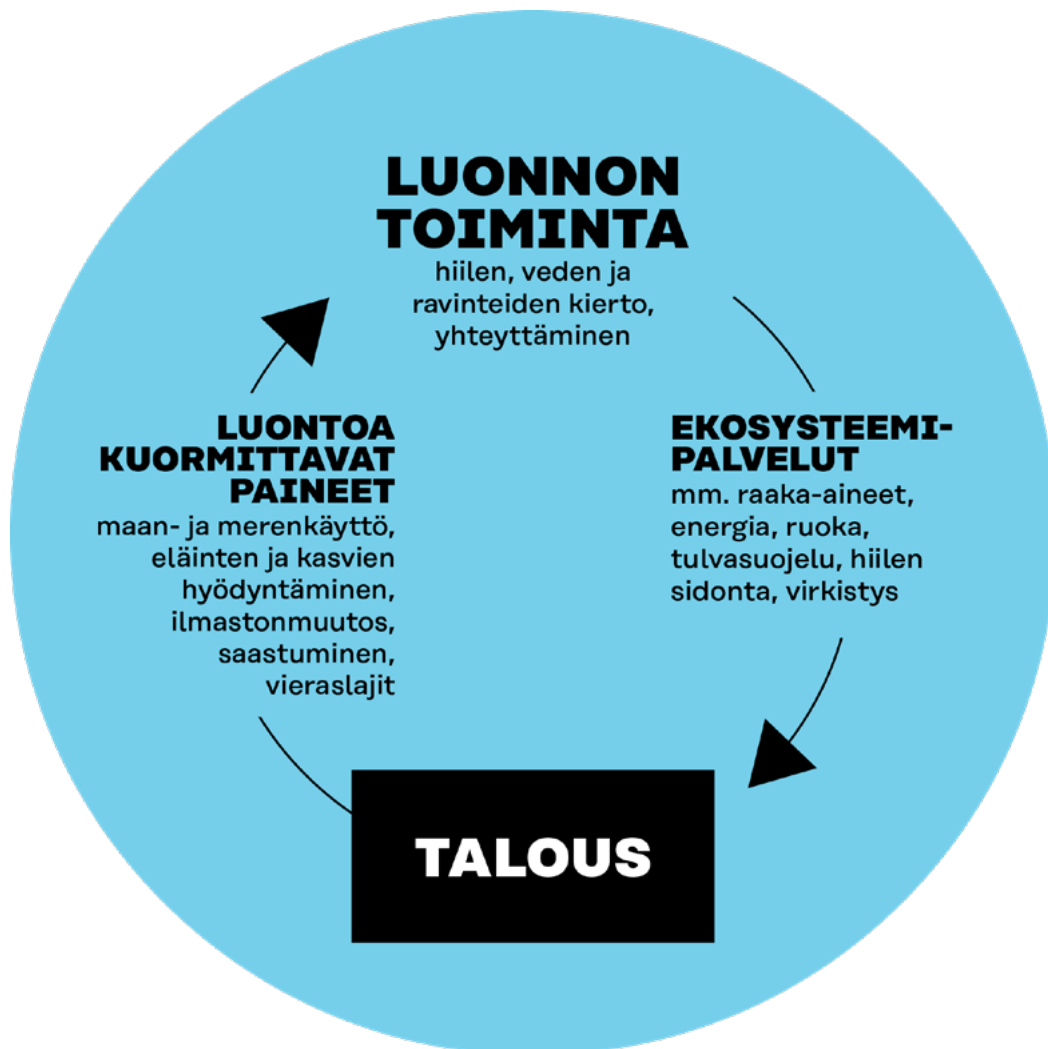 LUONNON
TOIMINTA
hiilen, veden ja
ravinteiden kierto,
yhteyttäminen
EKOSYSTEEMI-
PALVELUT
mm. raaka-aineet,
energia, ruoka,
tulvasuojelu, hiilen
sidonta, virkistys
TALOUS
LUONTOA
KUORMITTAVAT
PAINEET
maan- ja merenkäyttö,
eläinten ja kasvien
hyödyntäminen,
ilmastonmuutos,
saastuminen,
vieraslajit